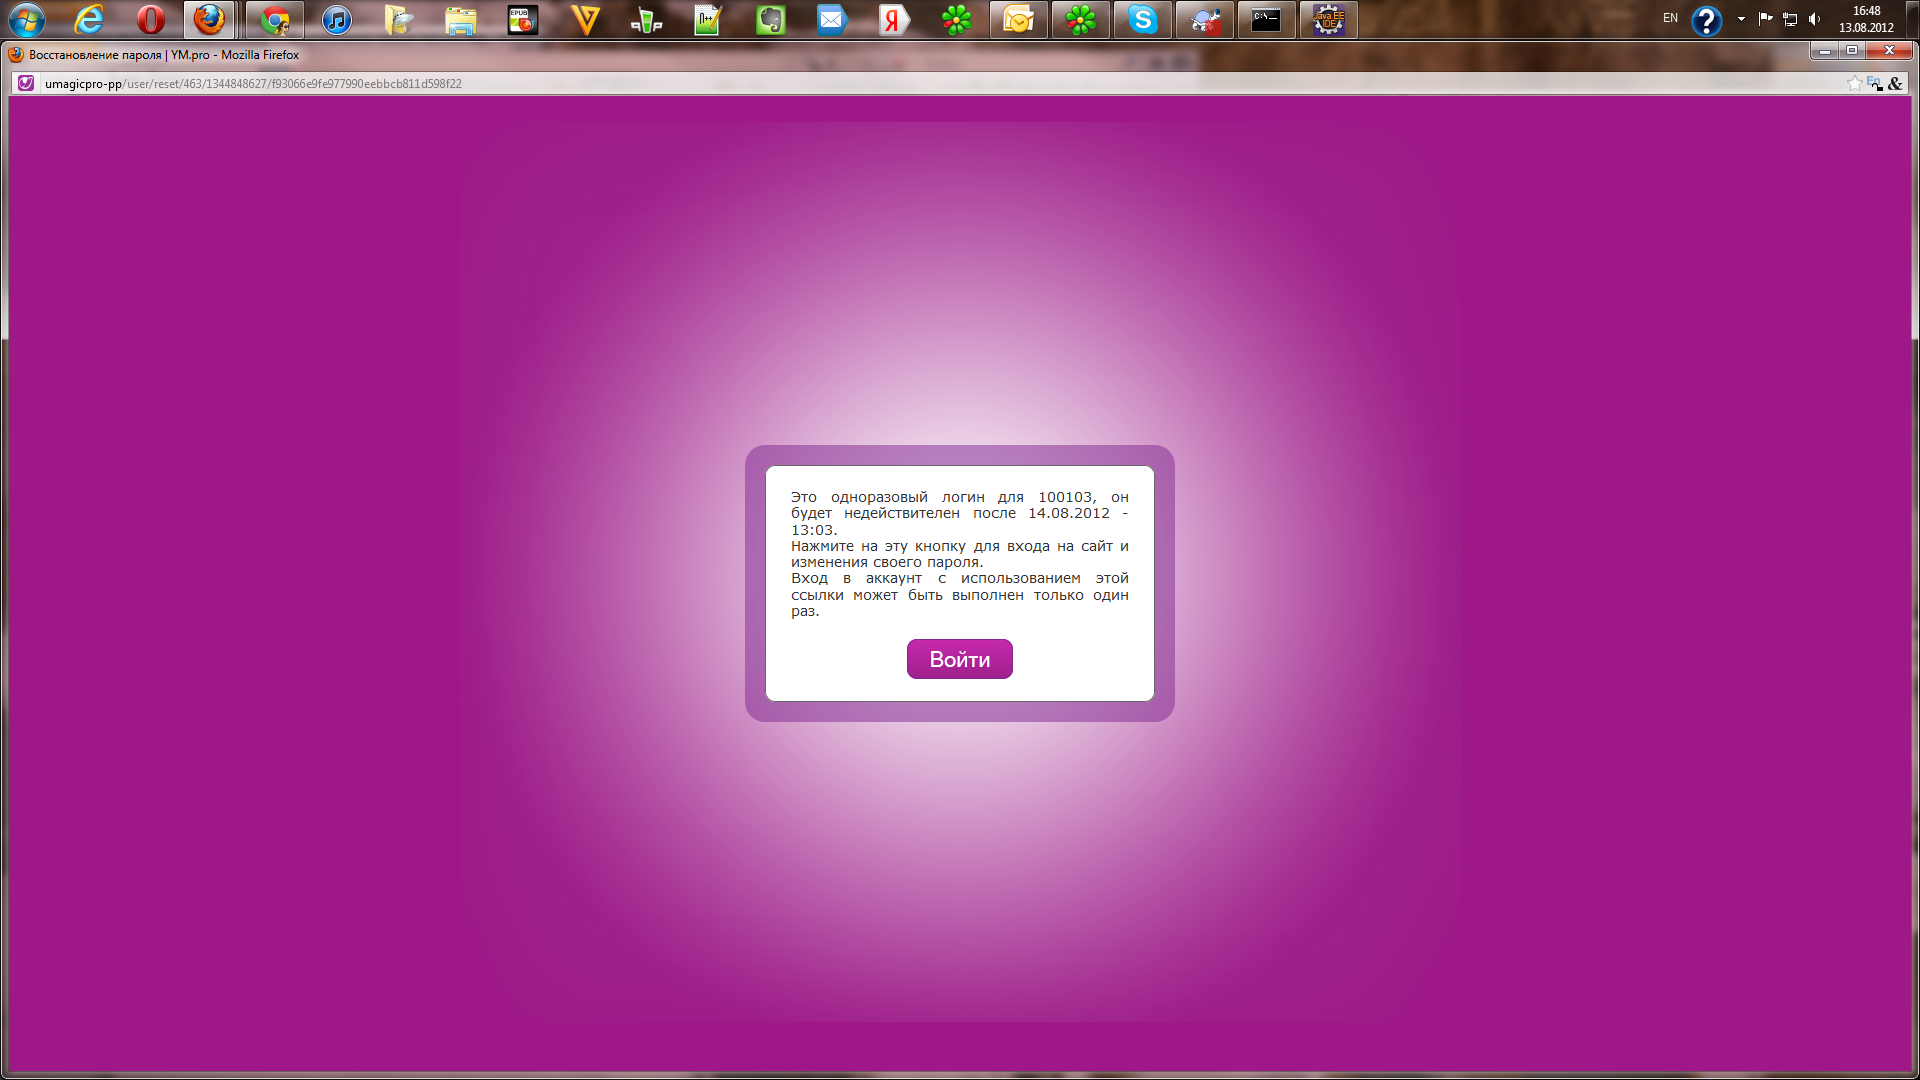 EN
16:48
13.08.2012
Восстановление пароля | YM.pro - Mozilla Firefox
umagicpro-pp/user/reset/463/1344848627/f93066e9fe977990eebbcb811d598f22
Это одноразовый логин для 100103, он
будет недействителен после 14.08.2012 -
13:03.
Нажмите на эту кнопку для входа на сайт и
изменения своего пароля.
Вход в аккаунт с использованием этой
ссылки может быть выполнен только один
раз.
Войти